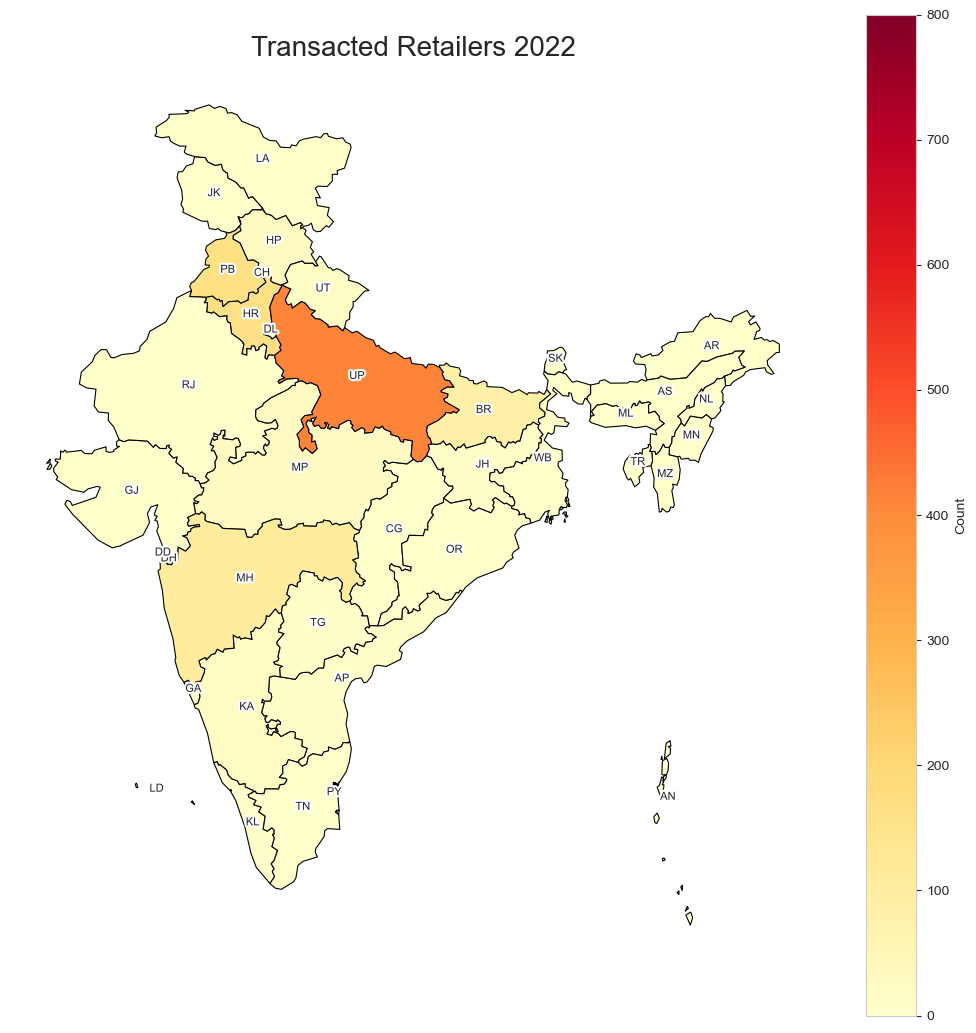 Transacted Retailers 2022
800
700
600
500
400
300
200
100
0
Count
LA
JK
HP
PB
CH
UT
HR
DL
UP
RJ
SK
AR
AS
NL
ML
MN
BR
TR
MZ
WB
JH
MP
GJ
CG
OR
DD
DH
MH
TG
AP
GA
KA
LD
PY
TN
KL
AN